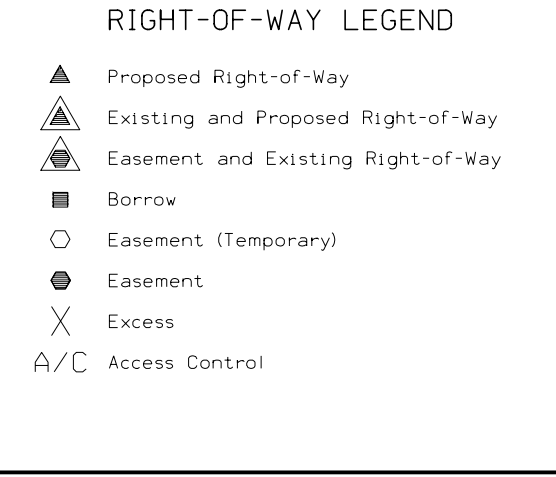 RIGHT-OF-WAY LEGEND
Proposed Right-of-Way
Existing and Proposed Right-of-Way
Easement and Existing Right-of-Way
Borrow
Easement (Temporary)
Easement
X Excess
A/C Access Control